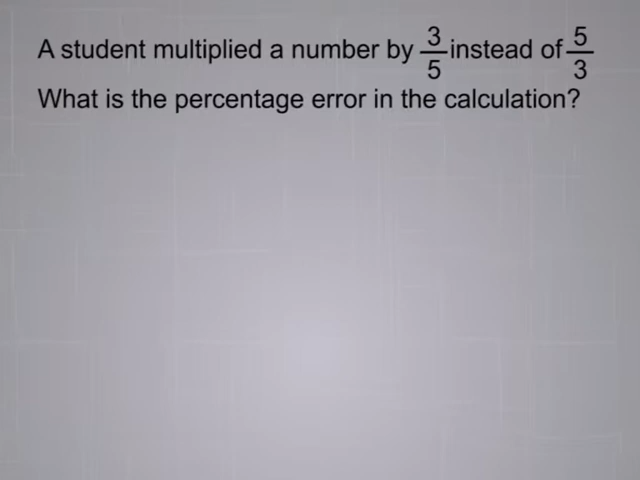 A student multiplied a number by 3/5 instead of 5/3
What is the percentage error in the calculation?